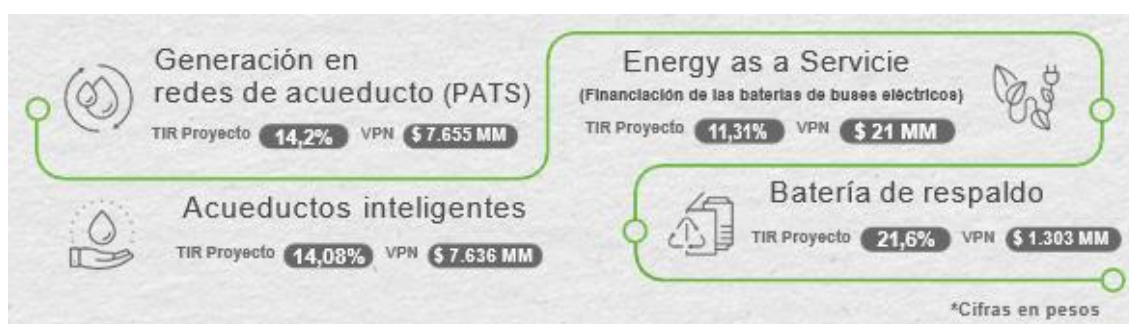 Generación en
redes de acueducto (PATS)
TIR Proyecto 14,2% VPN $ 7.655 MM
Energy as a Servicie
(Financiación de las baterias de buses eléctricos)
TIR Proyecto 11,31% VPN $ 21 MM
Acueductos inteligentes
TIR Proyecto 14,08% VPN $ 7.636 MM
Batería de respaldo
TIR Proyecto 21,6% VPN $ 1.303 MM
*Cifras en pesos